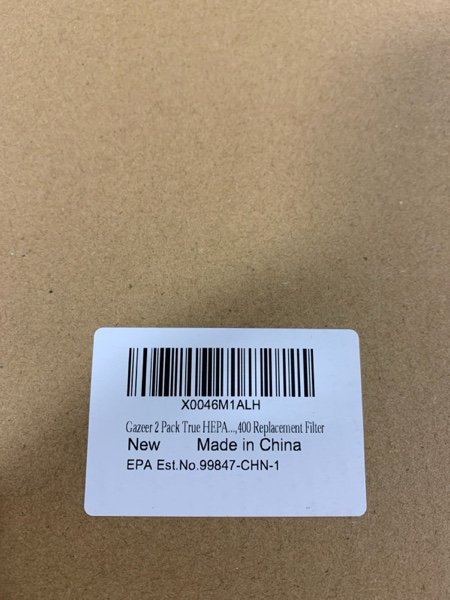 X0046M1ALH
Gazeer 2 Pack True HEPA...,400 Replacement Filter
New Made in China
EPA Est.No.99847-CHN-1